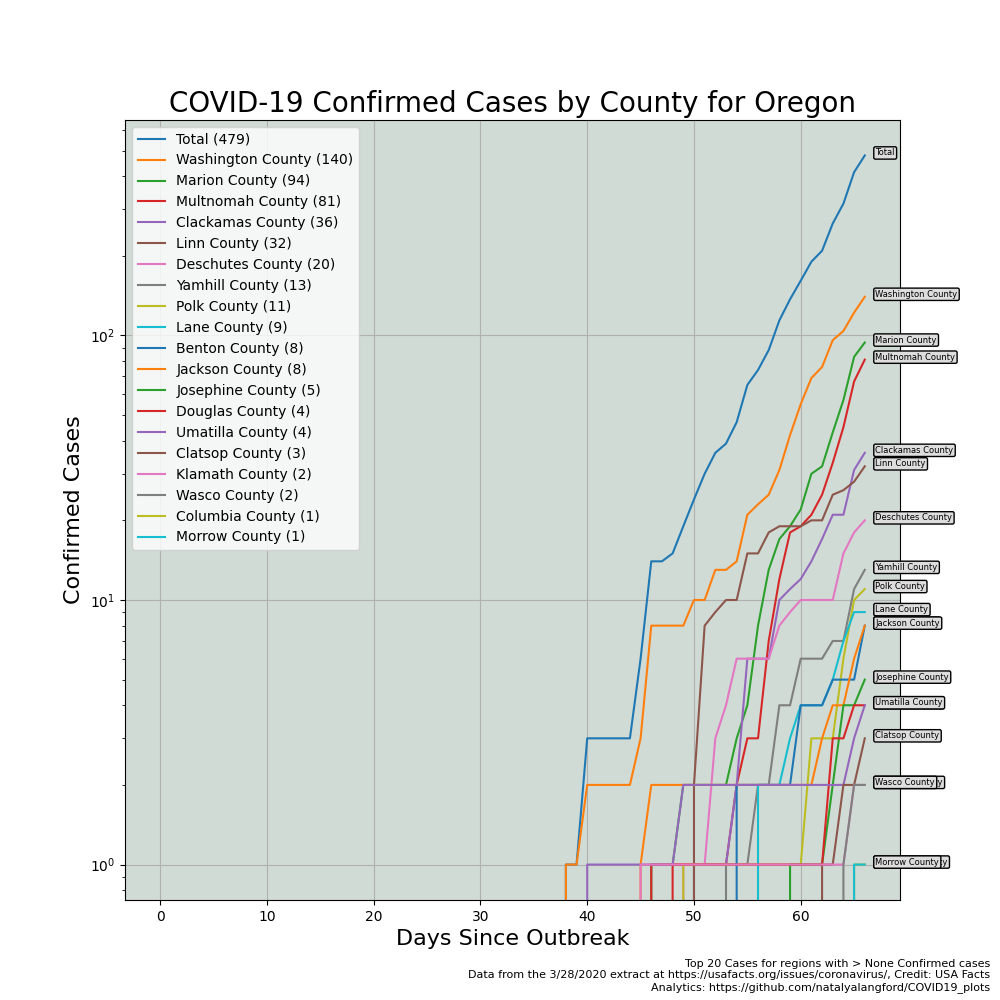 COVID-19 Confirmed Cases by County for Oregon
Total (479)
Washington County (140)
Marion County (94)
Multnomah County (81)
Clackamas County (36)
Linn County (32)
Deschutes County (20)
Yamhill County (13)
Polk County (11)
Lane County (9)
Benton County (8)
Jackson County (8)
Josephine County (5)
Douglas County (4)
Umatilla County (4)
Clatsop County (3)
Klamath County (2)
Wasco County (2)
Columbia County (1)
Morrow County (1)
Total
Washington County
Marion County
Multnomah County
Clackamas County
Linn County
Deschutes County
Yamhill County
Polk County
Lane County
Jackson County
Josephine County
Umatilla County
Clatsop County
Wasco County
Morrow County
Confirmed Cases
10²
10¹
10⁰
0 10 20 30 40 50 60
Days Since Outbreak
Top 20 Cases for regions with > None Confirmed cases
Data from the 3/28/2020 extract at https://usafacts.org/issues/coronavirus/, Credit: USA Facts
Analytics: https://github.com/natalyalangford/COVID19_plots